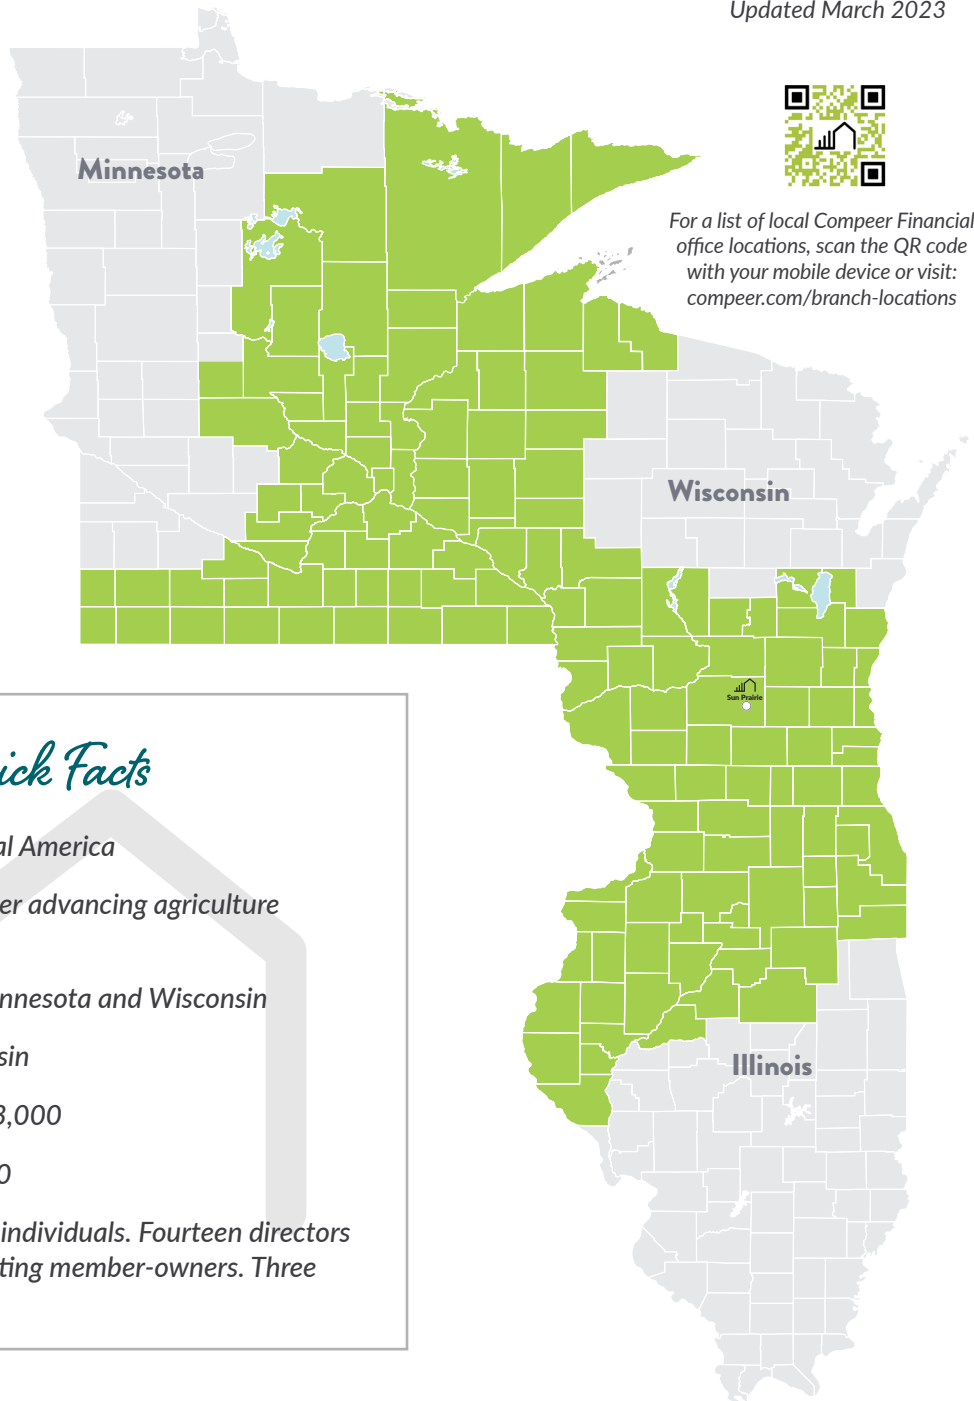 Updated March 2023
For a list of local Compeer Financial
office locations, scan the QR code
with your mobile device or visit:
compeer.com/branch-locations
Minnesota
Wisconsin
Sun Prairie
Illinois
ick Facts
al America
er advancing agriculture
nnesota and Wisconsin
sin
3,000
0
individuals. Fourteen directors
ting member-owners. Three